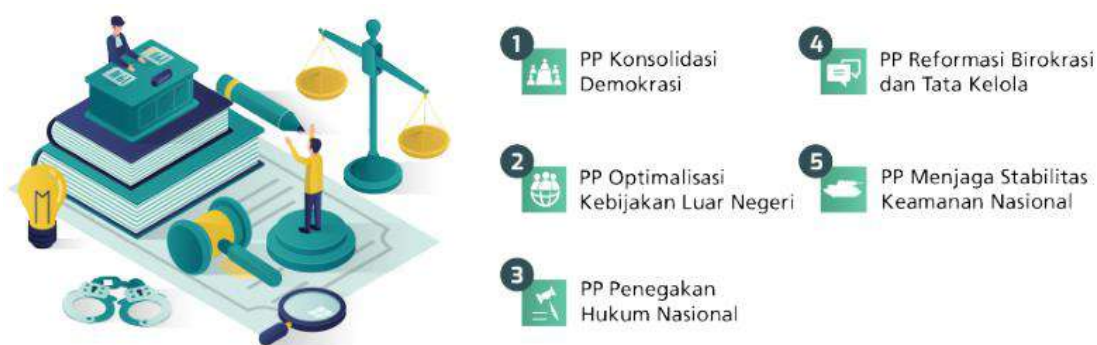 1
PP Konsolidasi
Demokrasi
2
PP Optimalisasi
Kebijakan Luar Negeri
3
PP Penegakan
Hukum Nasional
4
PP Reformasi Birokrasi
dan Tata Kelola
5
PP Menjaga Stabilitas
Keamanan Nasional